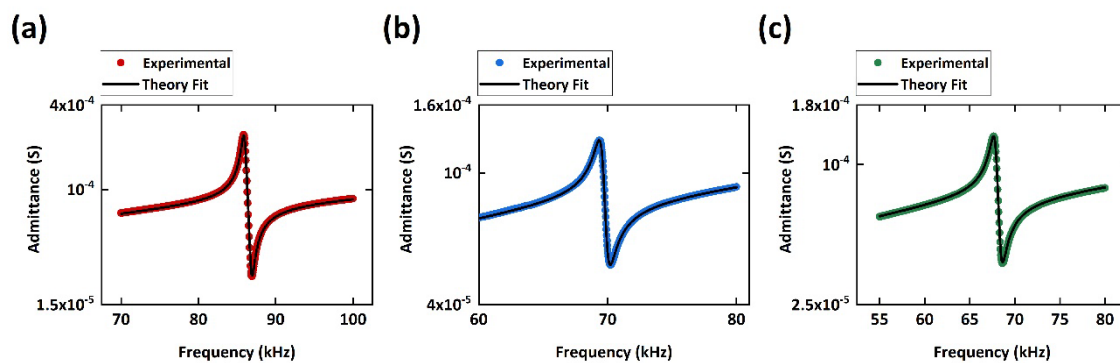 (a)
Experimental
Theory Fit
4x10⁻⁴
10⁻⁴
1.5x10⁻⁵
Admittance (S)
70 80 90 100
Frequency (kHz)
(b)
Experimental
Theory Fit
1.6x10⁻⁴
10⁻⁴
4x10⁻⁵
Admittance (S)
60 70 80
Frequency (kHz)
(c)
Experimental
Theory Fit
1.8x10⁻⁴
10⁻⁴
2.5x10⁻⁵
Admittance (S)
55 60 65 70 75 80
Frequency (kHz)